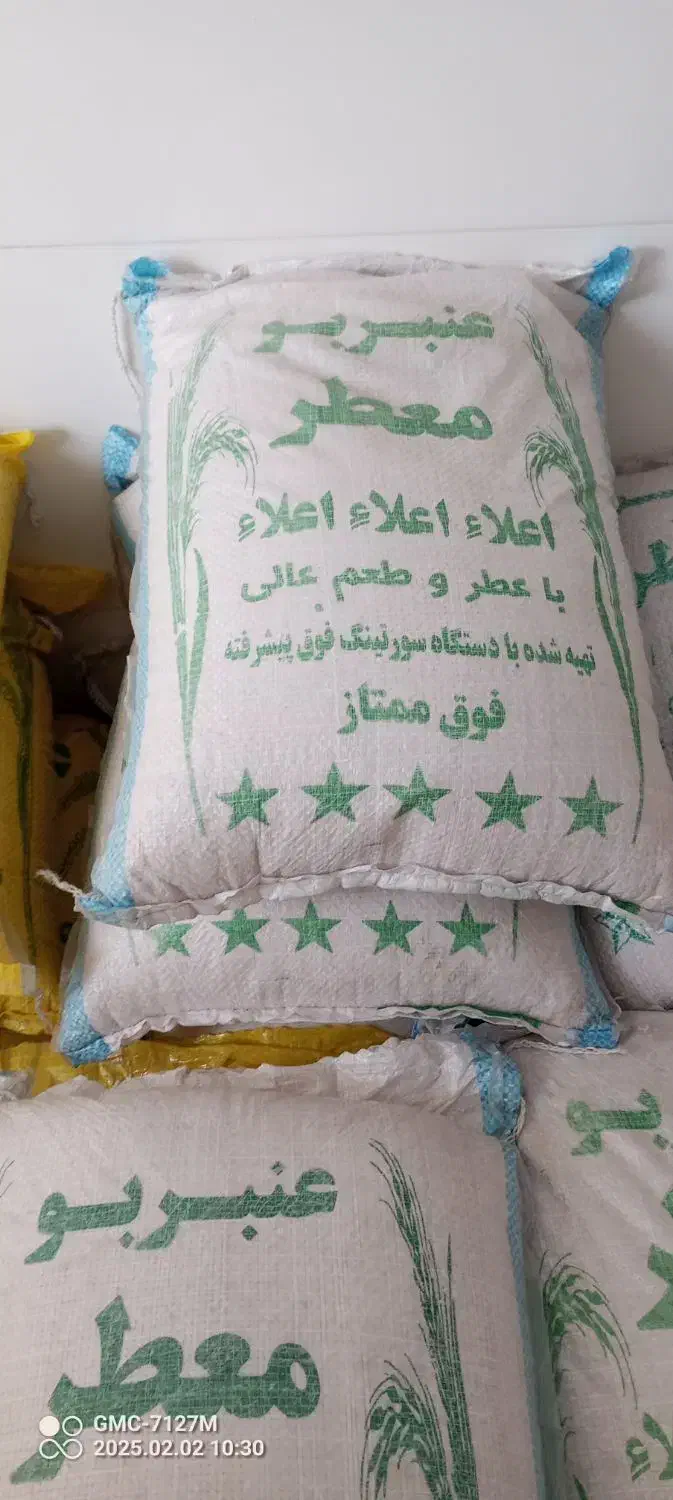 عنبربو
معطر
اعلاءِ اعلاءِ اعلاءِ
با عطر و طعم عالی
تهیه شده با دستگاه سورتینگ فوق پیشرفته
فوق ممتاز
عنبربو
معطر
بو
GMC-7127M
2025.02.02 10:30